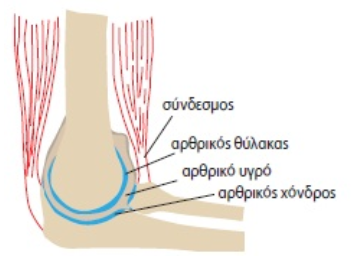 σύνδεσμος
αρθρικός θύλακας
αρθρικό υγρό
αρθρικός χόνδρος